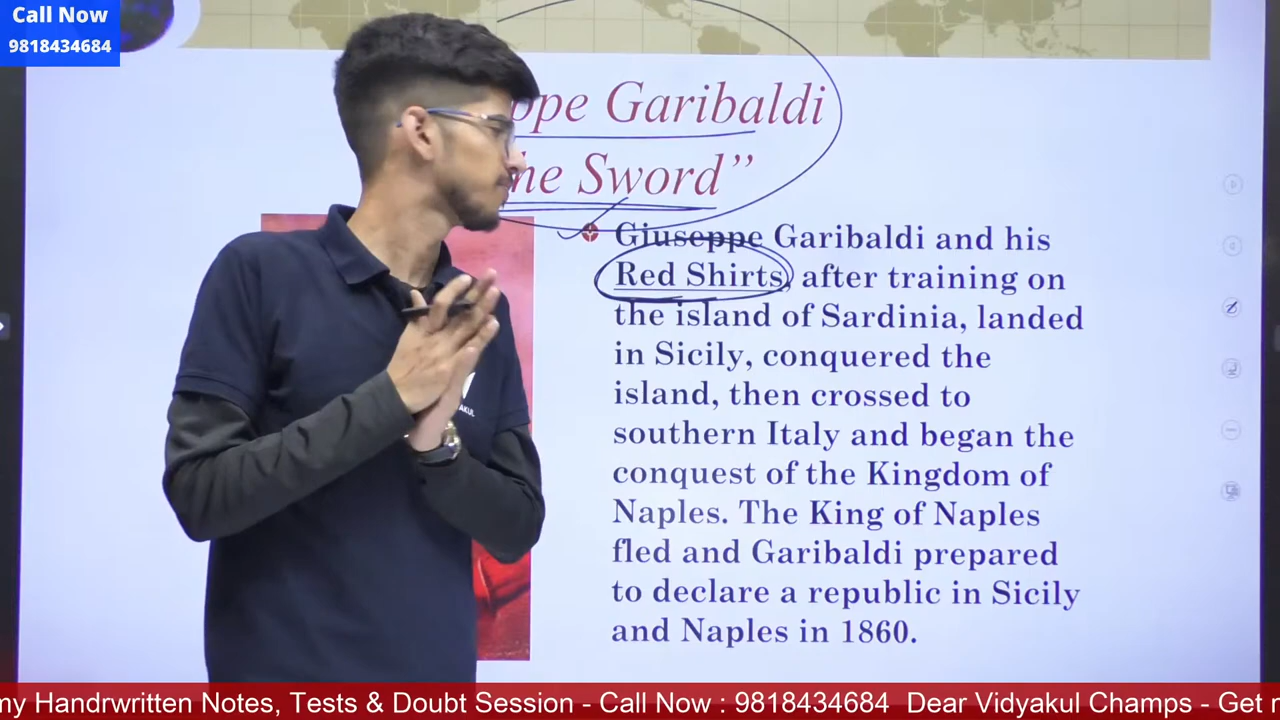 Call Now
9818434684
Garibaldi
Sword”
Giuseppe Garibaldi and his
Red Shirts, after training on
the island of Sardinia, landed
in Sicily, conquered the
island, then crossed to
southern Italy and began the
conquest of the Kingdom of
Naples. The King of Naples
fled and Garibaldi prepared
to declare a republic in Sicily
and Naples in 1860.
my Handrwritten Notes, Tests & Doubt Session - Call Now : 9818434684 Dear Vidyakul Champs - Get